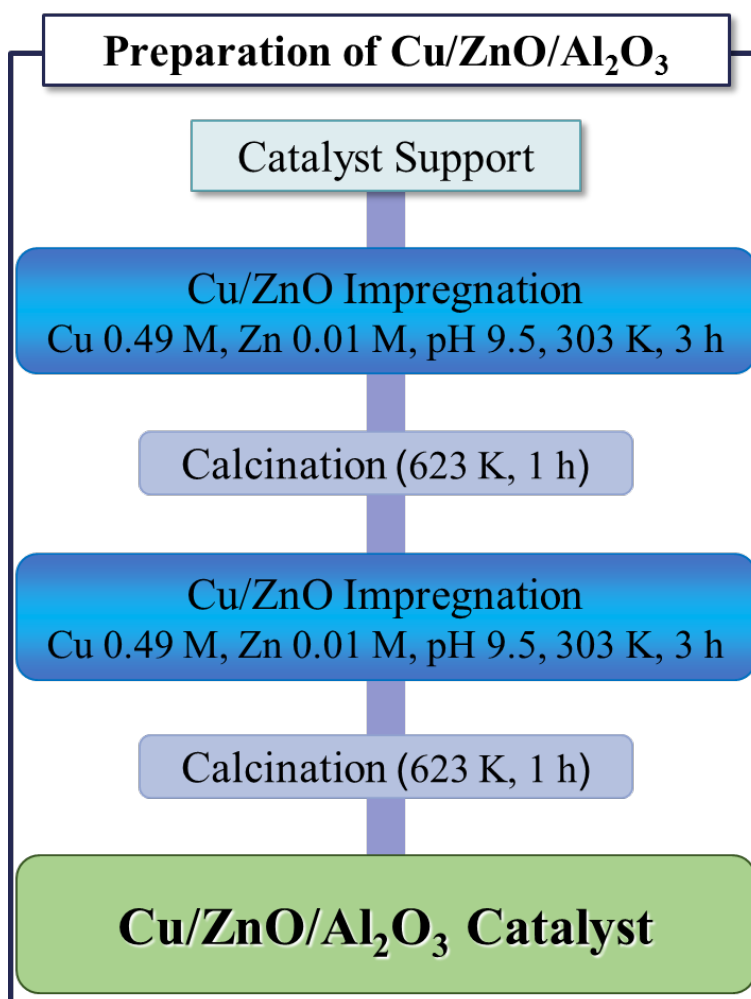 Preparation of Cu/ZnO/Al₂O₃
Catalyst Support
Cu/ZnO Impregnation
Cu 0.49 M, Zn 0.01 M, pH 9.5, 303 K, 3 h
Calcination (623 K, 1 h)
Cu/ZnO Impregnation
Cu 0.49 M, Zn 0.01 M, pH 9.5, 303 K, 3 h
Calcination (623 K, 1 h)
Cu/ZnO/Al₂O₃ Catalyst